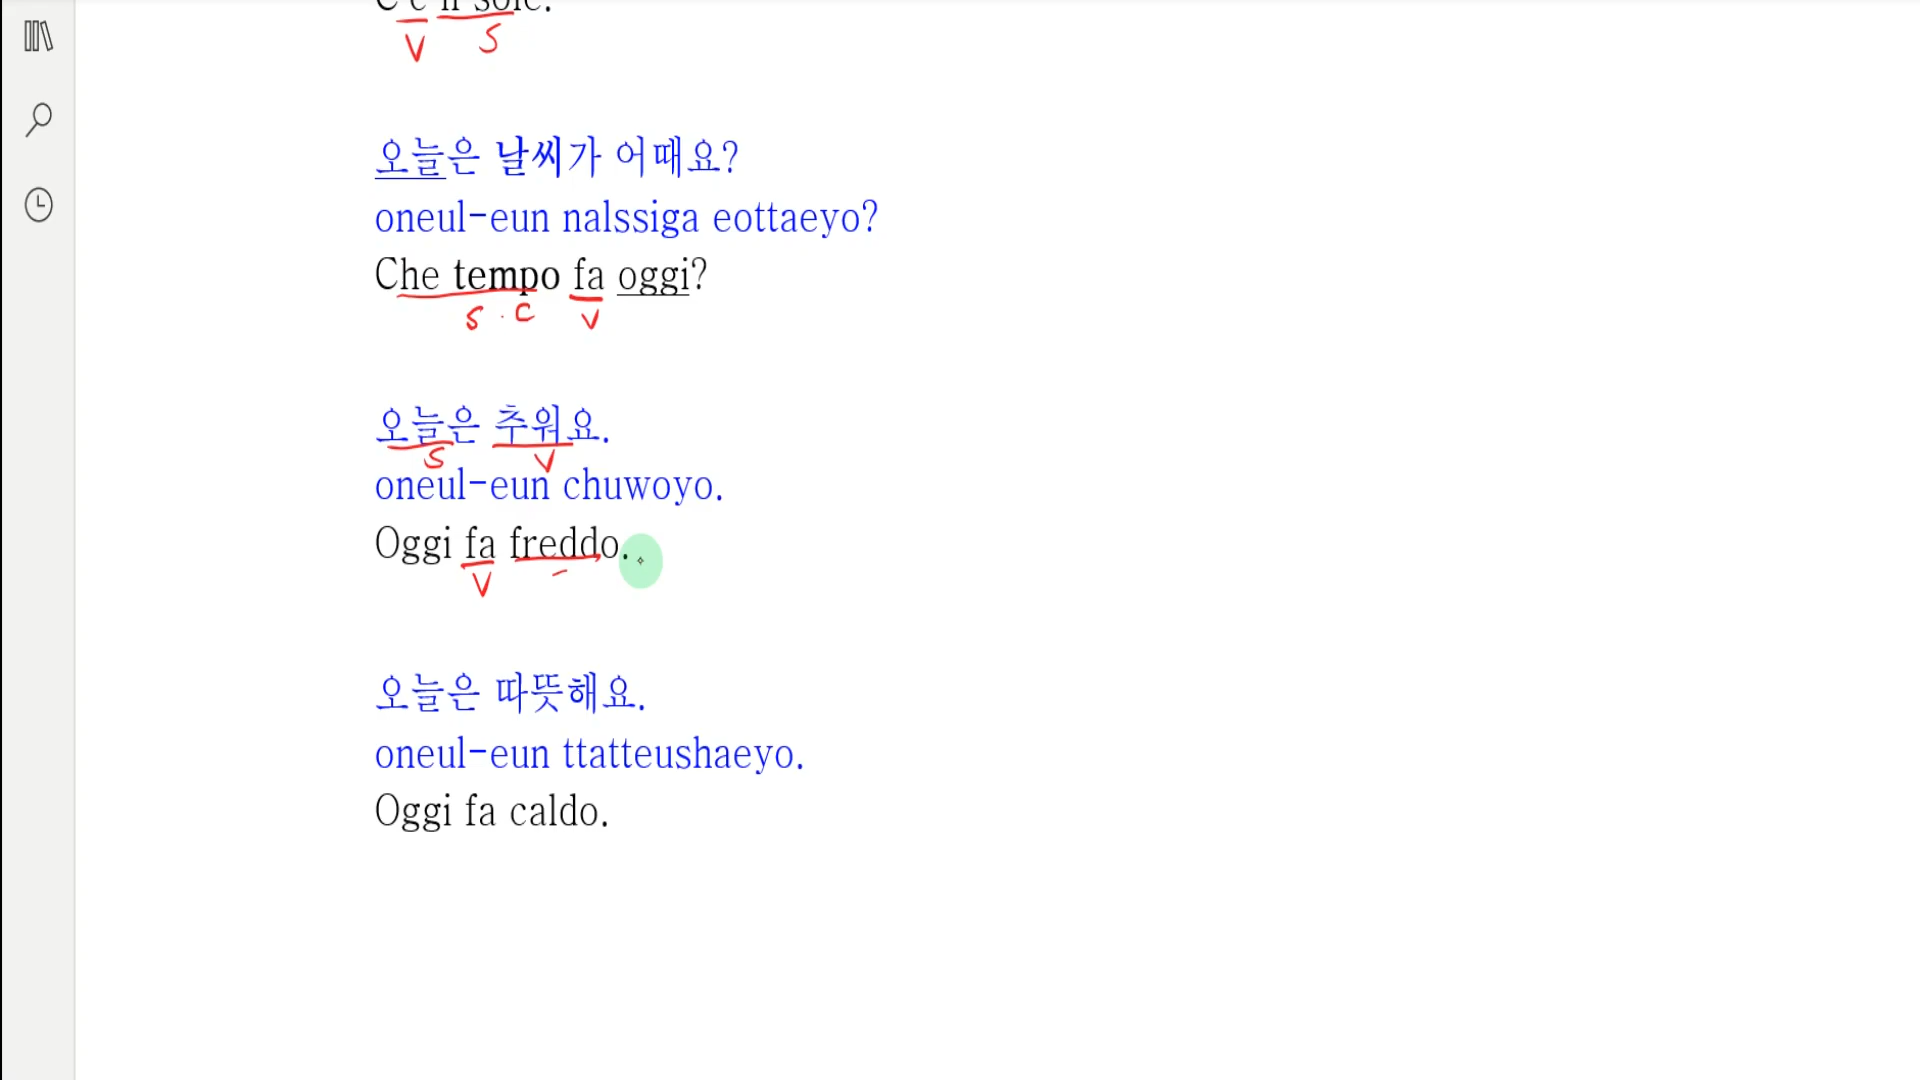 C'è il sole.
V S
오늘은 날씨가 어때요?
oneul-eun nalssiga eottaeyo?
Che tempo fa oggi?
S . C V
오늘은 추워요.
S V
oneul-eun chuwoyo.
Oggi fa freddo.
V
오늘은 따뜻해요.
oneul-eun ttatteushaeyo.
Oggi fa caldo.